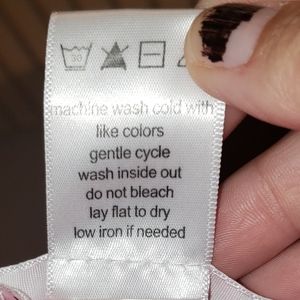 30
machine wash cold with
like colors
gentle cycle
wash inside out
do not bleach
lay flat to dry
low iron if needed